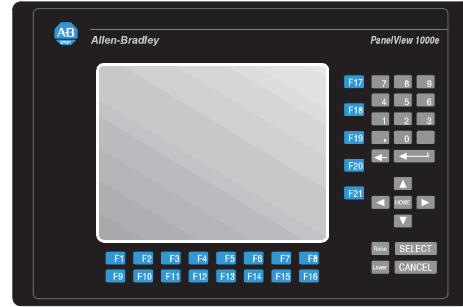 AB
Allen-Bradley
PanelView 1000e
F17 7 8 9
F18 4 5 6
1 2 3
F19 . 0
F20
F21
HOME
Raise SELECT
Lower CANCEL
F1 F2 F3 F4 F5 F6 F7 F8
F9 F10 F11 F12 F13 F14 F15 F16